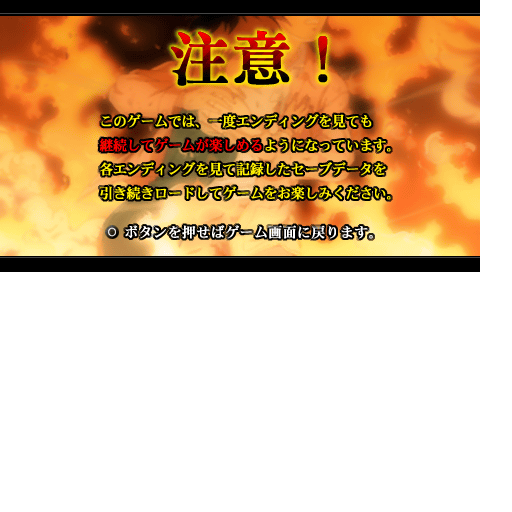 注意！
このゲームでは、一度エンディングを見ても
継続してゲームが楽しめるようになっています。
各エンディングを見て記録したセーブデータを
引き続きロードしてゲームをお楽しみください。
○ ボタンを押せばゲーム画面に戻ります。